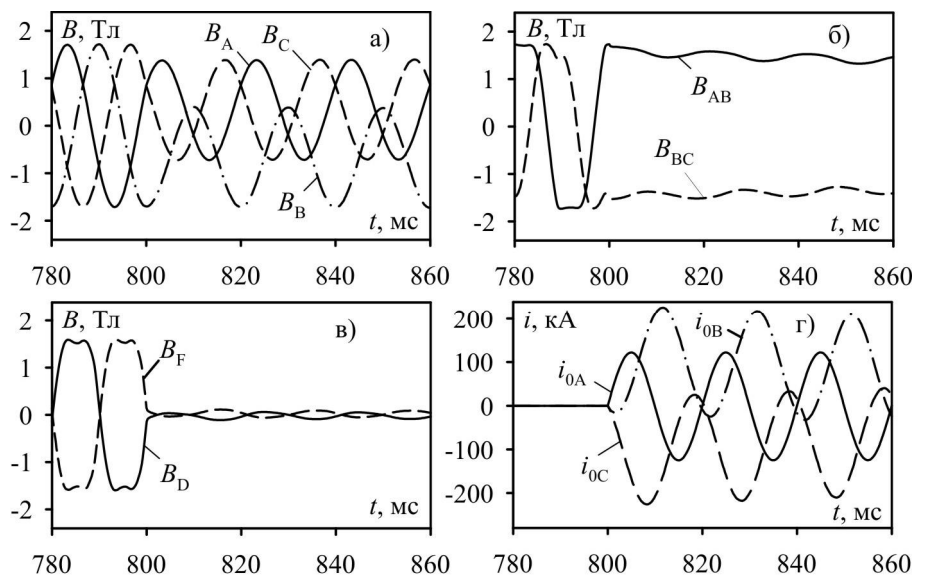 B, Тл
а)
2
1
0
-1
-2
B_A
B_C
B_B
t, мс
780 800 820 840 860
B, Тл
б)
2
1
0
-1
-2
B_AB
B_BC
t, мс
780 800 820 840 860
B, Тл
в)
2
1
0
-1
-2
B_F
B_D
t, мс
780 800 820 840 860
i, кА
г)
200
100
0
-100
-200
i_0B
i_0A
i_0C
t, мс
780 800 820 840 860